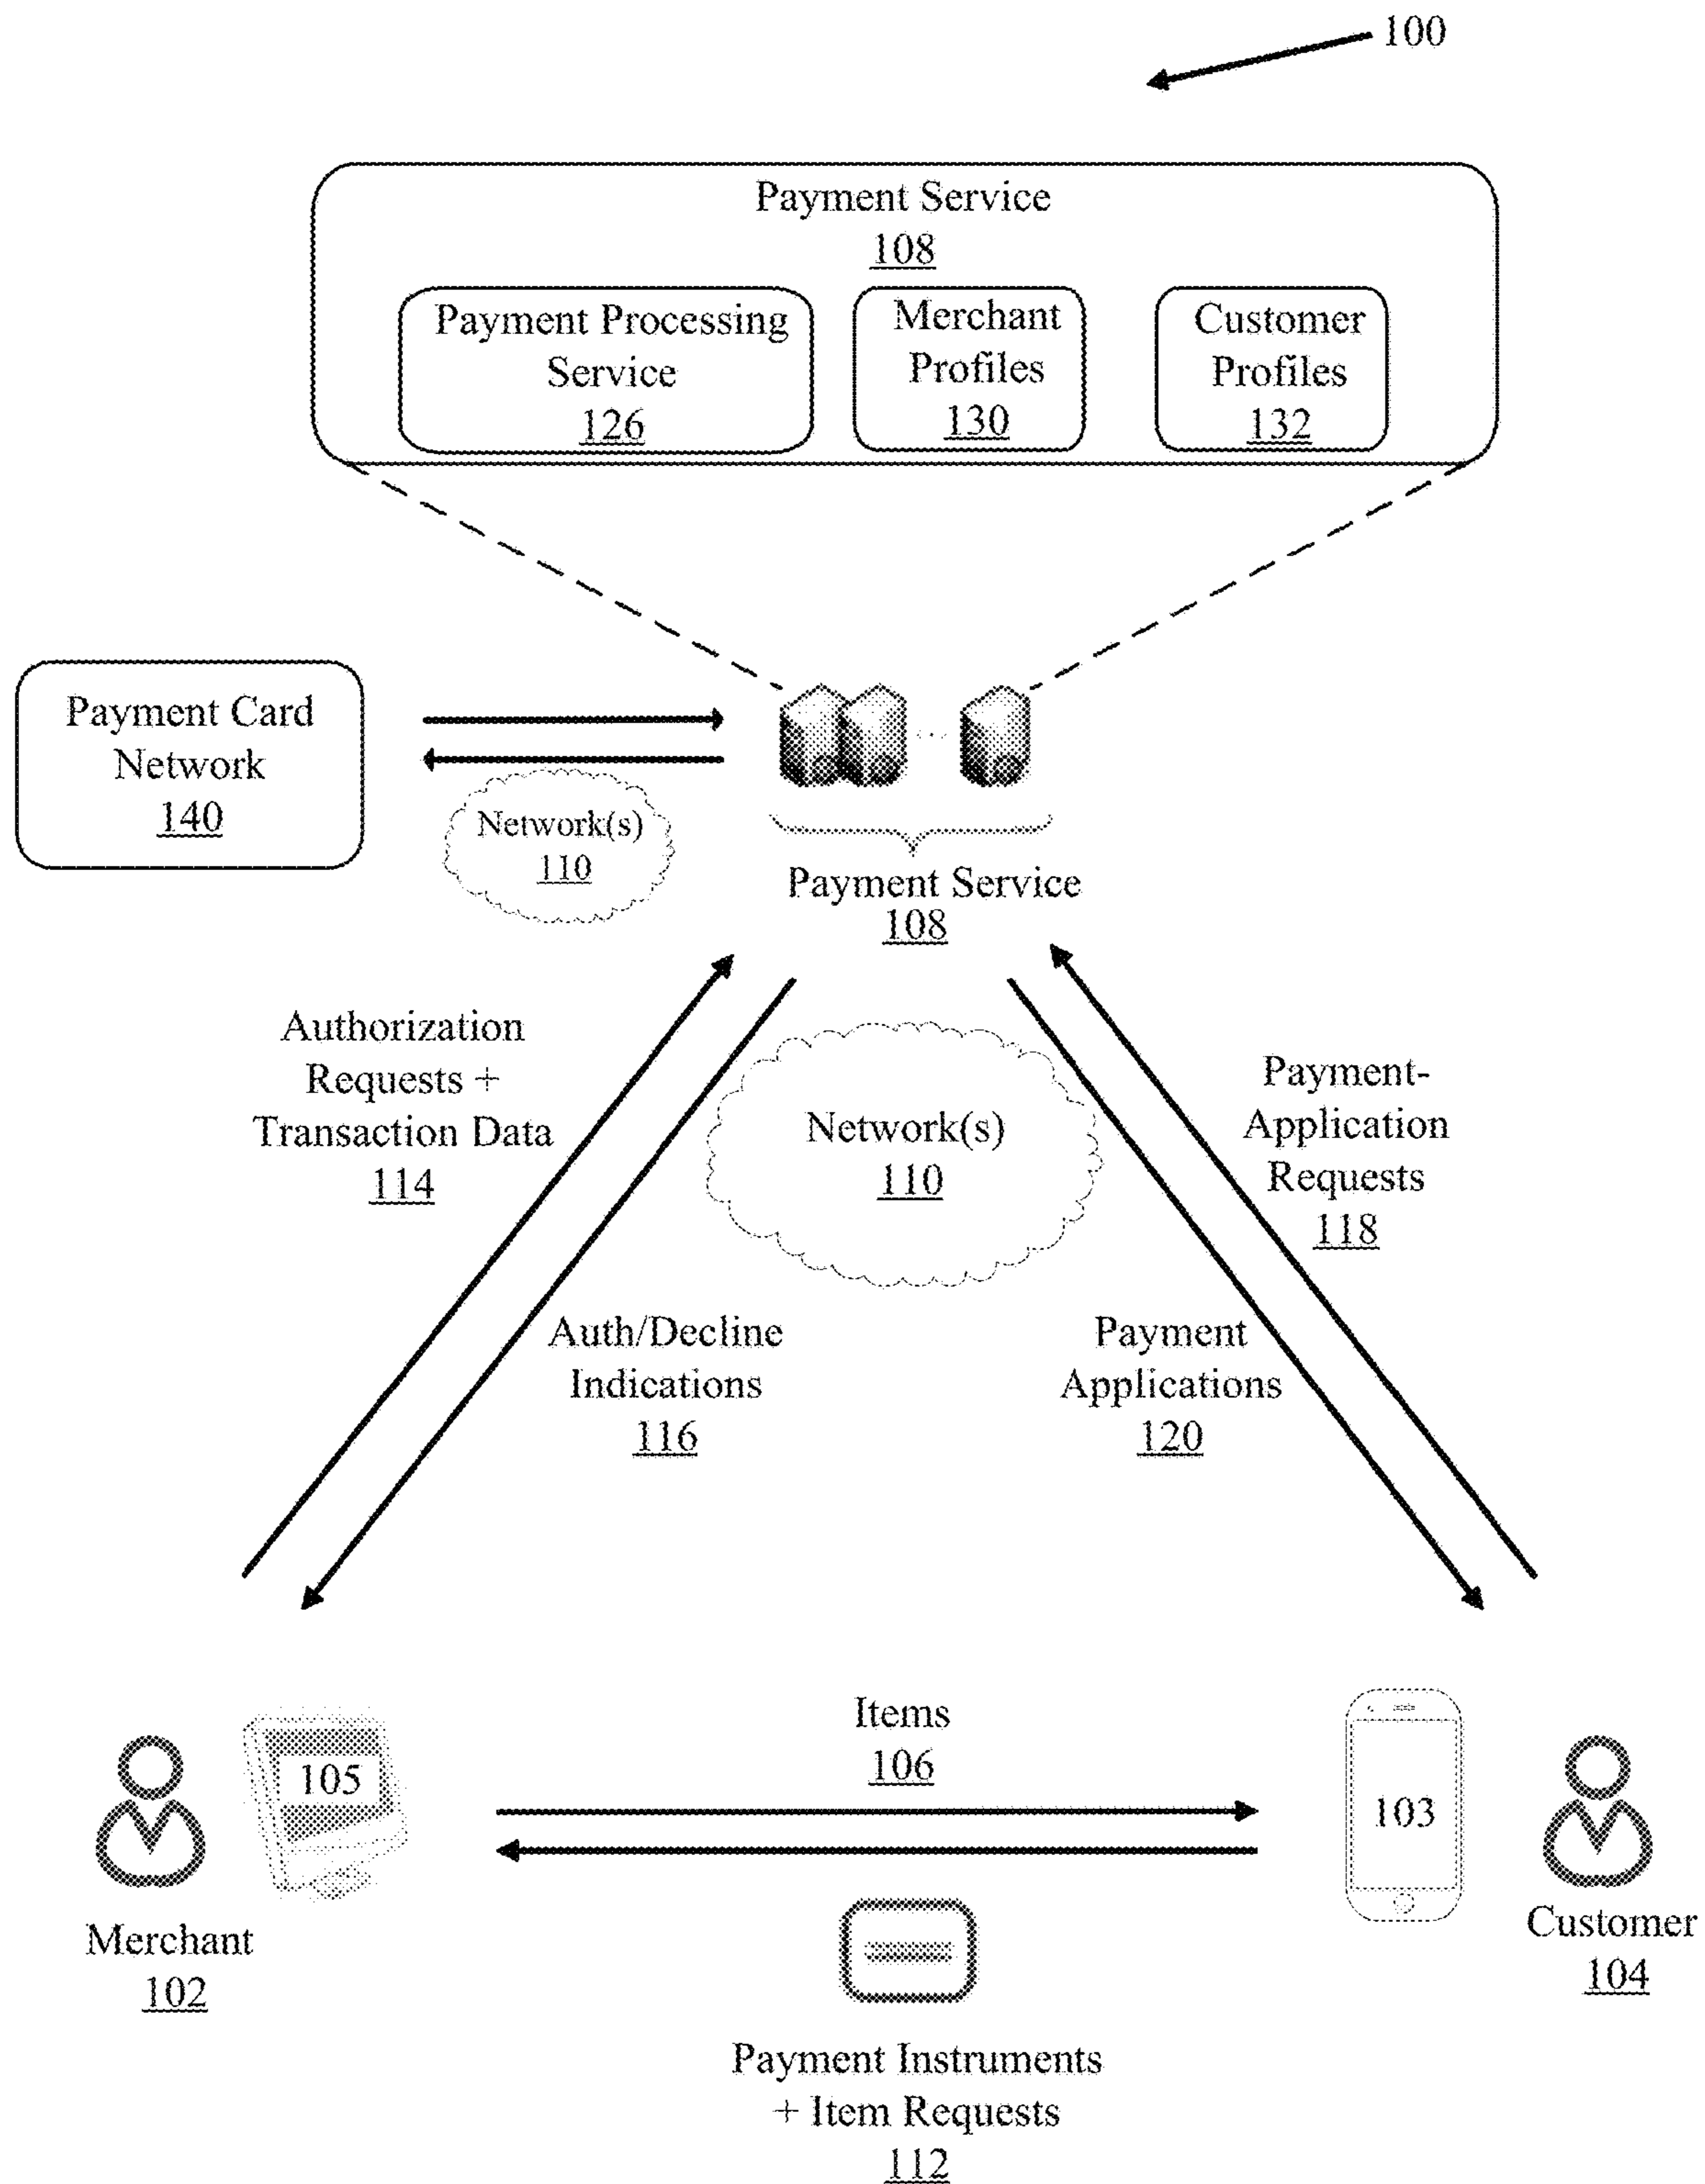 100
Payment Service
108
Payment Processing
Service
126
Merchant
Profiles
130
Customer
Profiles
132
Payment Card
Network
140
Network(s)
110
Payment Service
108
Authorization
Requests +
Transaction Data
114
Network(s)
110
Payment-
Application
Requests
118
Auth/Decline
Indications
116
Payment
Applications
120
Items
106
105
103
Merchant
102
Customer
104
Payment Instruments
+ Item Requests
112